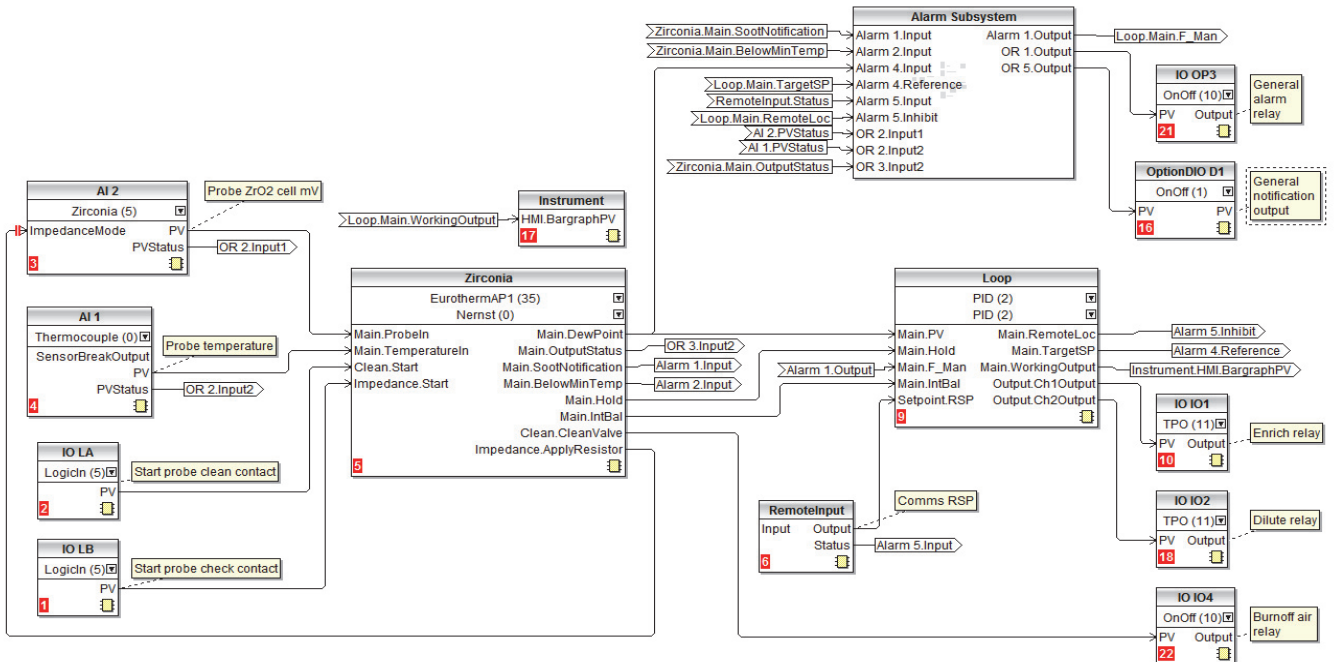 Alarm Subsystem
Zirconia.Main.SootNotification
Alarm 1.Input
Alarm 1.Output
Loop.Main.F_Man
Zirconia.Main.BelowMinTemp
Alarm 2.Input
OR 1.Output
Alarm 4.Input
OR 5.Output
Loop.Main.TargetSP
Alarm 4.Reference
RemoteInput.Status
Alarm 5.Input
Loop.Main.RemoteLoc
Alarm 5.Inhibit
AI 2.PVStatus
OR 2.Input1
AI 1.PVStatus
OR 2.Input2
Zirconia.Main.OutputStatus
OR 3.Input2
IO OP3
OnOff (10)
PV Output
21
General
alarm
relay
OptionDIO D1
OnOff (1)
PV PV
16
General
notification
output
AI 2
Zirconia (5)
ImpedanceMode PV
PVStatus
3
Probe ZrO2 cell mV
OR 2.Input1
Instrument
Loop.Main.WorkingOutput
HMI.BargraphPV
17
AI 1
Thermocouple (0)
SensorBreakOutput
PV
PVStatus
4
Probe temperature
OR 2.Input2
Zirconia
EurothermAP1 (35)
Nernst (0)
Main.ProbeIn Main.DewPoint
Main.TemperatureIn Main.OutputStatus
Clean.Start Main.SootNotification
Impedance.Start Main.BelowMinTemp
Main.Hold
Main.IntBal
Clean.CleanValve
Impedance.ApplyResistor
5
OR 3.Input2
Alarm 1.Input
Alarm 2.Input
Loop
PID (2)
PID (2)
Main.PV Main.RemoteLoc
Main.Hold Main.TargetSP
Alarm 1.Output
Main.F_Man Main.WorkingOutput
Main.IntBal Output.Ch1Output
Setpoint.RSP Output.Ch2Output
9
Alarm 5.Inhibit
Alarm 4.Reference
Instrument.HMI.BargraphPV
IO IO1
TPO (11)
PV Output
10
Enrich relay
IO LA
LogicIn (5)
PV
2
Start probe clean contact
IO LB
LogicIn (5)
PV
1
Start probe check contact
RemoteInput
Input Output
Status
6
Comms RSP
Alarm 5.Input
IO IO2
TPO (11)
PV Output
18
Dilute relay
IO IO4
OnOff (10)
PV Output
22
Burnoff air
relay